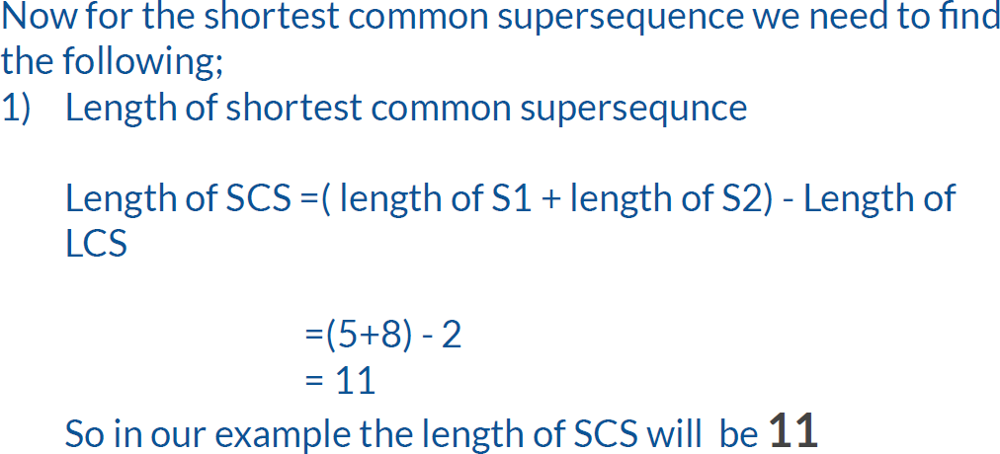 Now for the shortest common supersequence we need to find
the following;
1) Length of shortest common supersequnce
Length of SCS =( length of S1 + length of S2) - Length of
LCS
=(5+8) - 2
= 11
So in our example the length of SCS will be 11